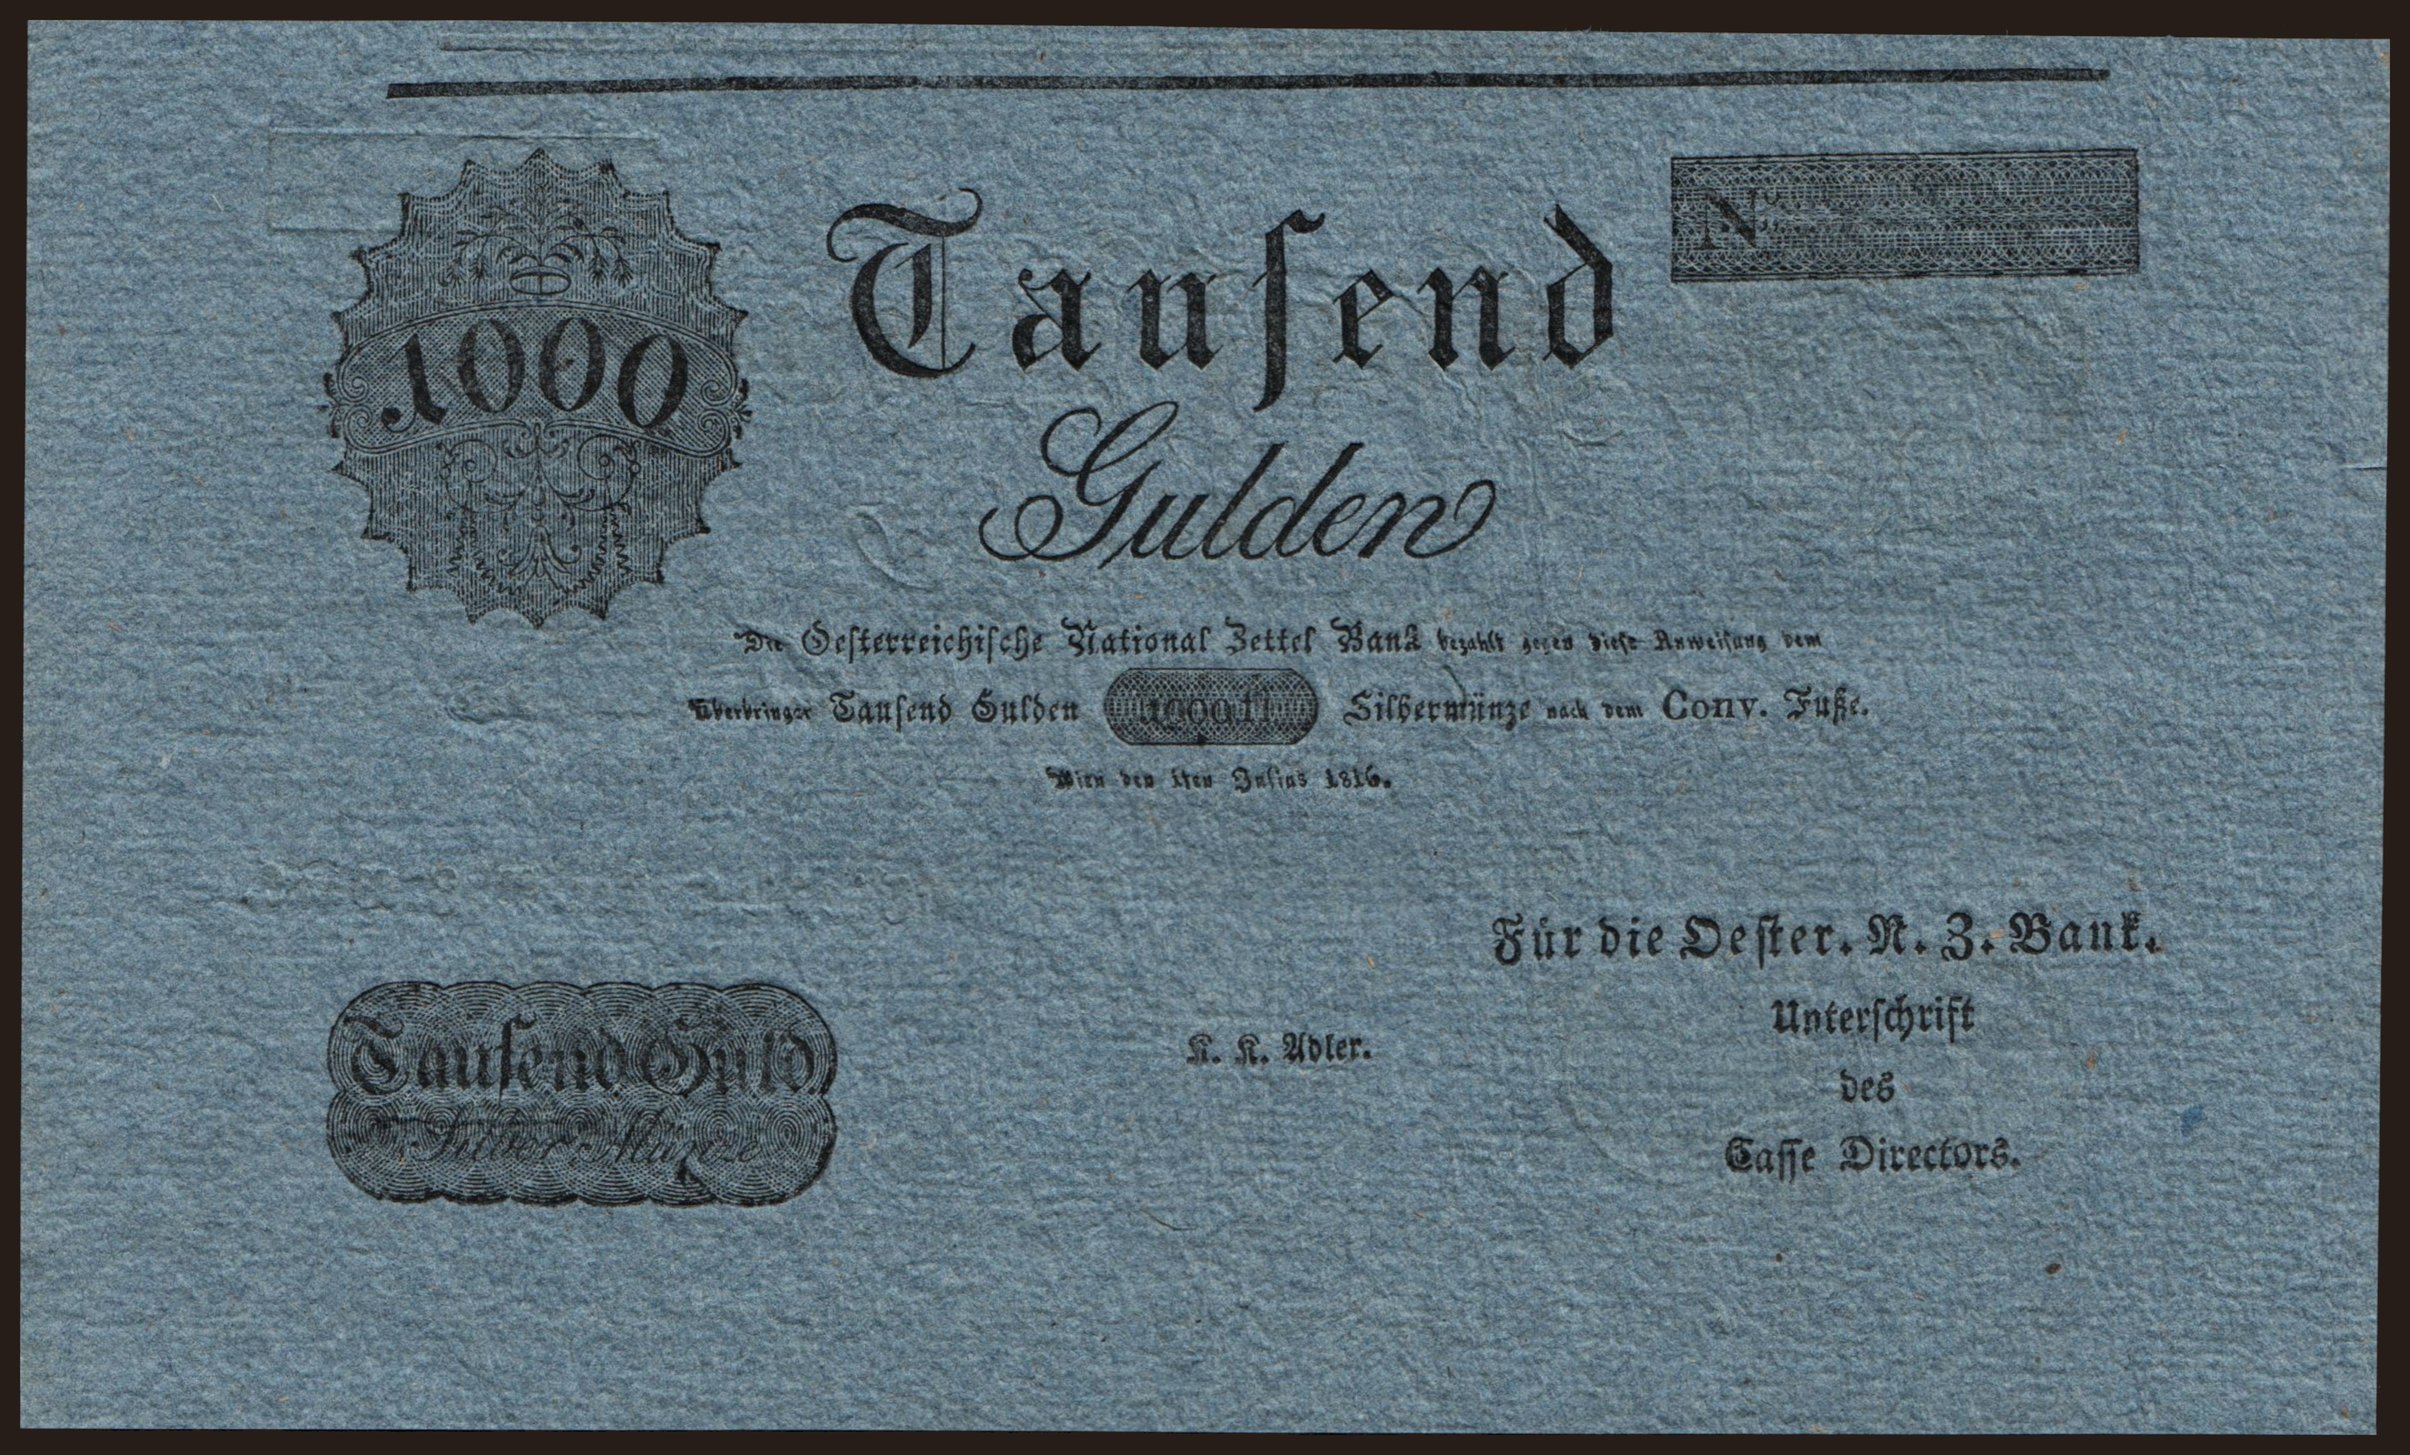 1000
Tauſend
No
Gulden
Die Oeſterreichiſche National Zettel Bank bezahlt gegen dieſe Anweiſung dem
Überbringer Tauſend Gulden 1000 fl Silbermünze nach dem Conv. Fuße.
Wien den 1ten Julius 1816.
Für die Oeſter. N. Z. Bank.
Unterſchrift
des
Caſſe Directors.
K. K. Adler.
Tauſend Guld.
Silber Münze